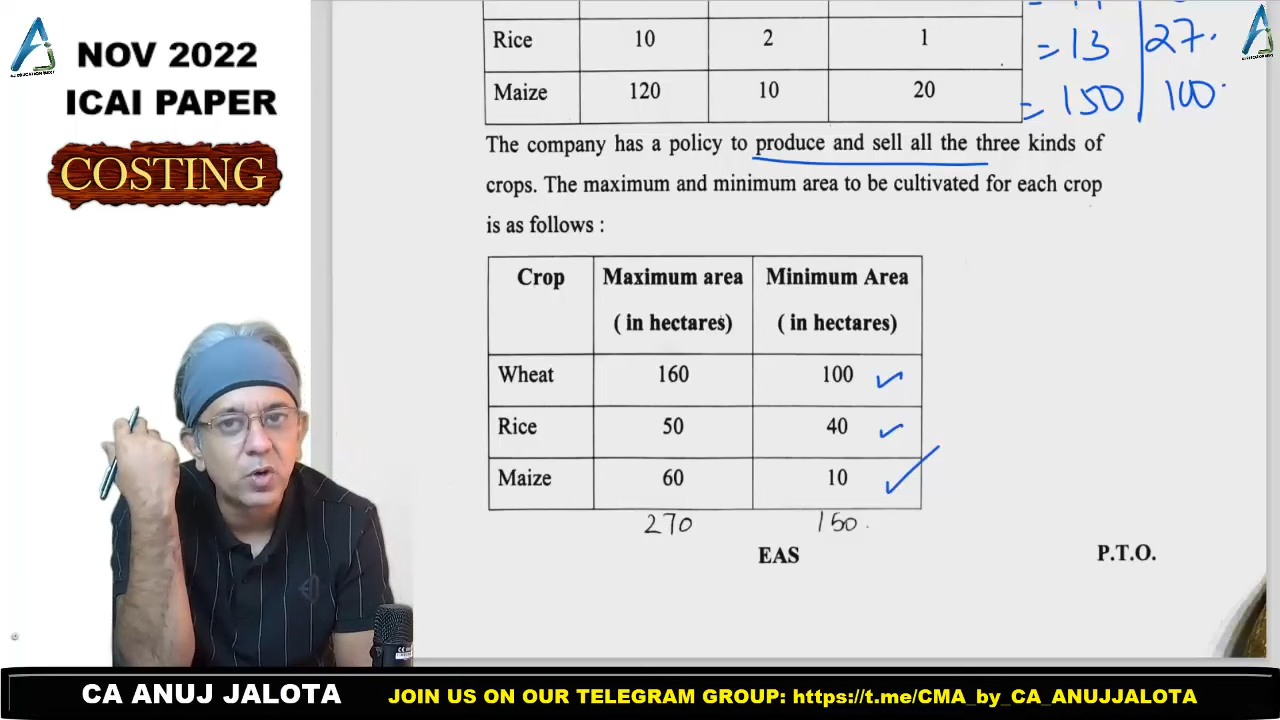 NOV 2022
ICAI PAPER
COSTING
Rice 10 2 1 = 13 27.
Maize 120 10 20 = 150 100
The company has a policy to produce and sell all the three kinds of
crops. The maximum and minimum area to be cultivated for each crop
is as follows :
Crop Maximum area Minimum Area
( in hectares) ( in hectares)
Wheat 160 100
Rice 50 40
Maize 60 10
270 150
EAS P.T.O.
CA ANUJ JALOTA JOIN US ON OUR TELEGRAM GROUP: https://t.me/CMA_by_CA_ANUJJALOTA